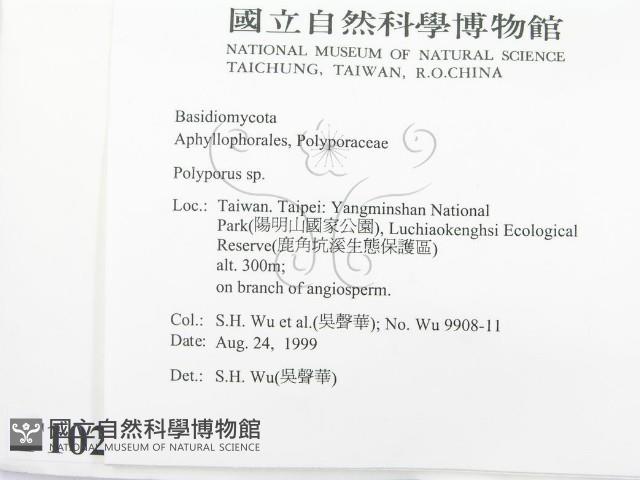 國立自然科學博物館
NATIONAL MUSEUM OF NATURAL SCIENCE
TAICHUNG, TAIWAN, R.O.CHINA
Basidiomycota
Aphyllophorales, Polyporaceae
Polyporus sp.
Loc.: Taiwan. Taipei: Yangminshan National
Park(陽明山國家公園), Luchiaokenghsi Ecological
Reserve(鹿角坑溪生態保護區)
alt. 300m;
on branch of angiosperm.
Col.: S.H. Wu et al.(吳聲華); No. Wu 9908-11
Date: Aug. 24, 1999
Det.: S.H. Wu(吳聲華)
102
國立自然科學博物館
NATIONAL MUSEUM OF NATURAL SCIENCE